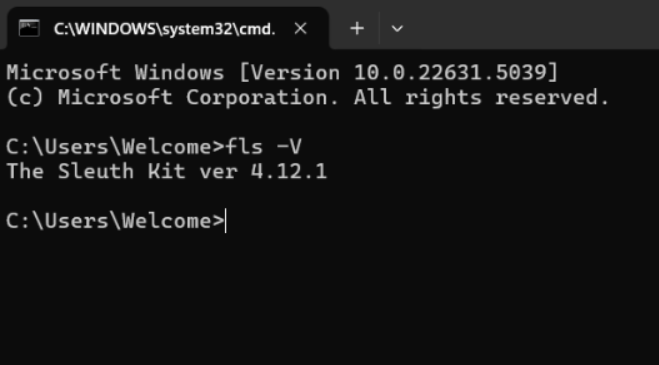 C:\WINDOWS\system32\cmd.
Microsoft Windows [Version 10.0.22631.5039]
(c) Microsoft Corporation. All rights reserved.
C:\Users\Welcome>fls -V
The Sleuth Kit ver 4.12.1
C:\Users\Welcome>